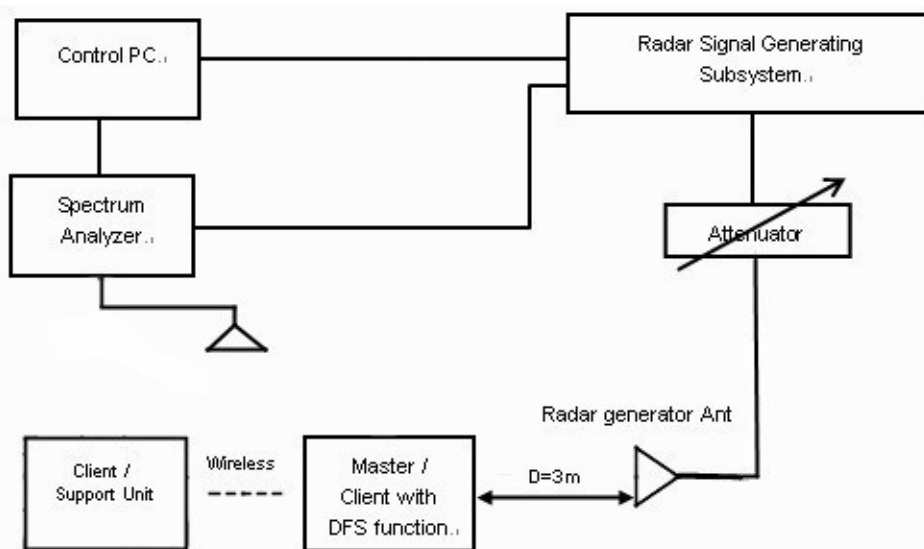 Control PC.
Radar Signal Generating
Subsystem.
Spectrum
Analyzer.
Attenuator
Radar generator Ant
Client /
Support Unit
Wireless
Master /
Client with
DFS function.
D=3m